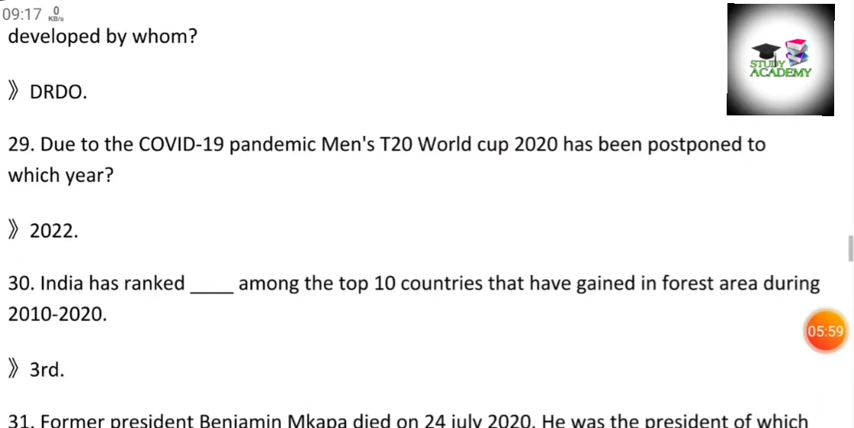 09:17 0 KB/s
developed by whom?
STUDY
ACADEMY
》 DRDO.
29. Due to the COVID-19 pandemic Men's T20 World cup 2020 has been postponed to
which year?
》 2022.
30. India has ranked ____ among the top 10 countries that have gained in forest area during
2010-2020.
05:59
》 3rd.
31. Former president Benjamin Mkapa died on 24 july 2020. He was the president of which